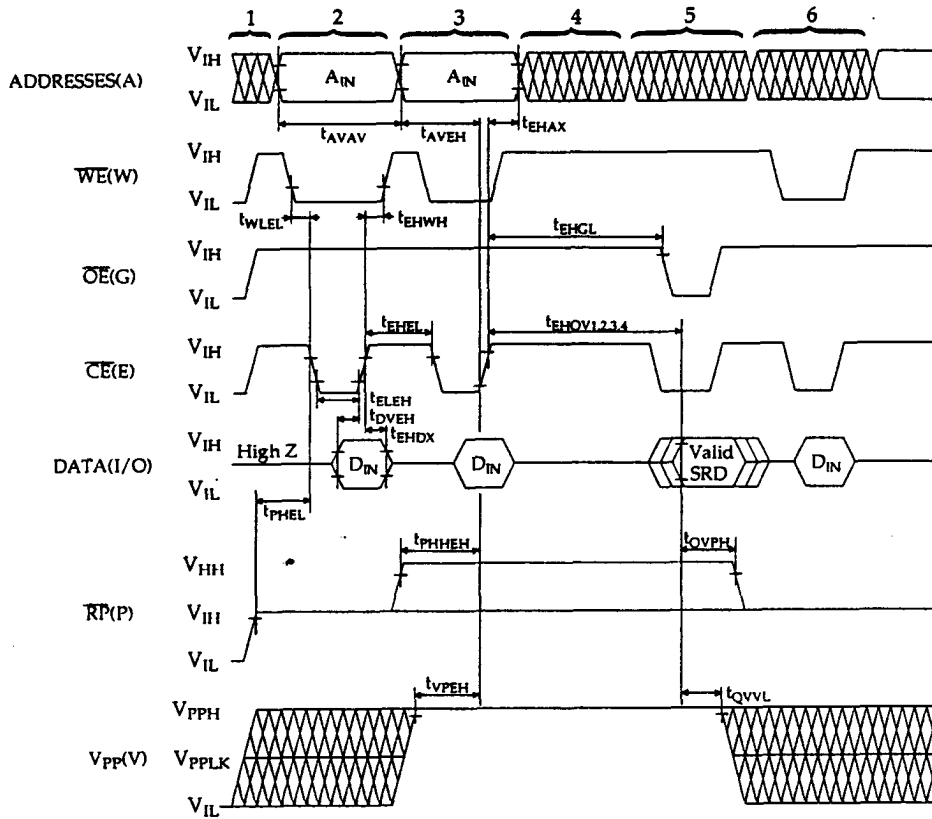 1 2 3 4 5 6
ADDRESSES(A) VIH AIN AIN
VIL
tAVAV tAVEH tEHAX
WE(W) VIH
VIL
tWLEL tEHWH
tEHGL
OE(G) VIH
VIL
tEHEL tEHQV1,2,3,4
CE(E) VIH
VIL
tELEH
tDVEH
tEHDX
DATA(I/O) VIH High Z DIN DIN Valid SRD DIN
VIL
tPHEL
tPHHEH tQVPH
VHH
RP(P) VIH
VIL
tVPEH tQVVL
VPPH
VPP(V) VPPLK
VIL